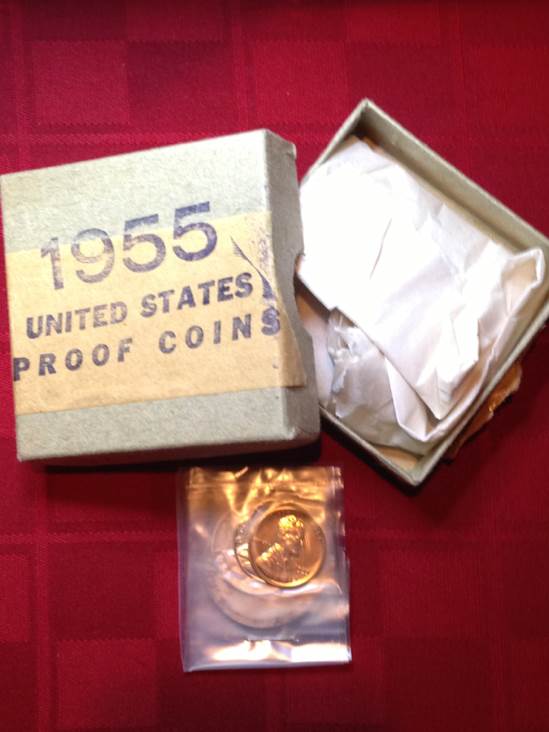 1955
UNITED STATES
PROOF COINS